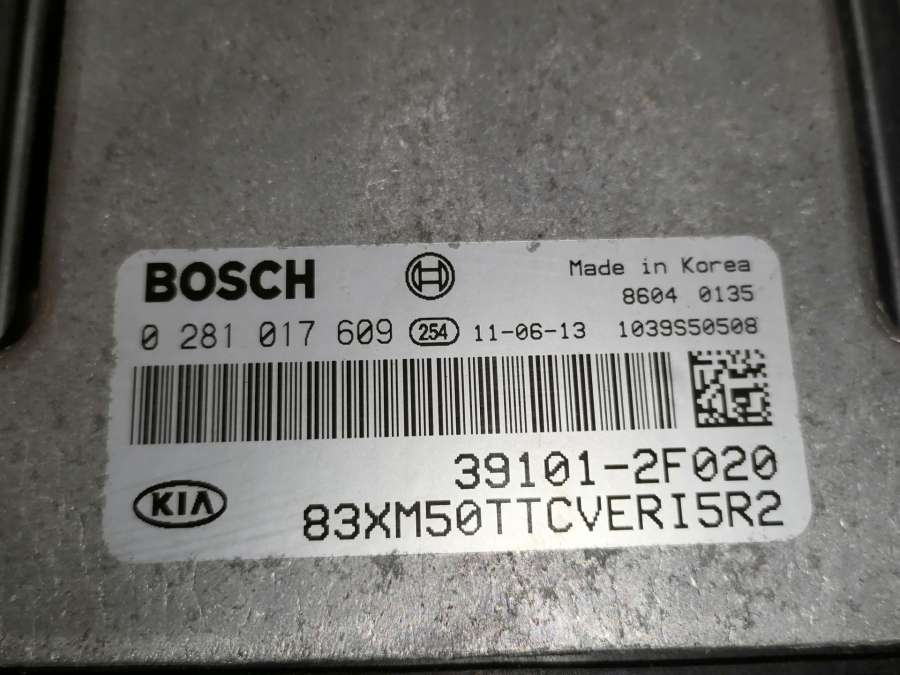 BOSCH
Made in Korea
8604 0135
0 281 017 609 254 11-06-13 1039S50508
39101-2F020
KIA
83XM50TTCVERI5R2